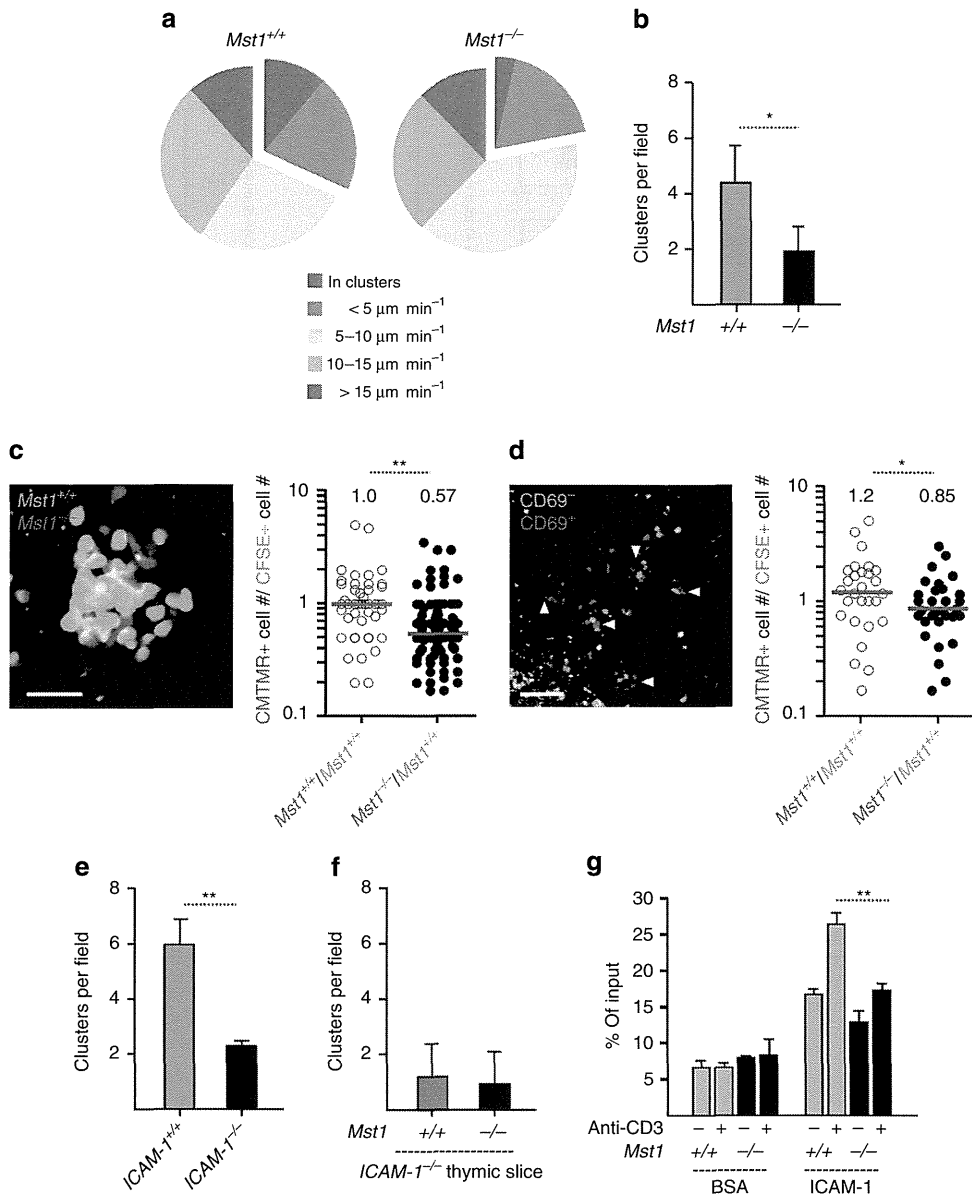 a
Mst1+/+
Mst1−/−
In clusters
< 5 μm min−1
5–10 μm min−1
10–15 μm min−1
> 15 μm min−1
b
Clusters per field
8
6
4
2
*
Mst1 +/+ −/−
c
Mst1+/+
Mst1−/−
CMTMR+ cell #/ CFSE+ cell #
**
10
1
0.1
1.0 0.57
Mst1+/+/Mst1+/+
Mst1−/−/Mst1+/+
d
CD69−
CD69+
CMTMR+ cell #/ CFSE+ cell #
*
10
1
0.1
1.2 0.85
Mst1+/+/Mst1+/+
Mst1−/−/Mst1+/+
e
Clusters per field
8
6
4
2
**
ICAM-1+/+
ICAM-1−/−
f
Clusters per field
8
6
4
2
Mst1 +/+ −/−
ICAM-1−/− thymic slice
g
% Of input
30
25
20
15
10
5
**
Anti-CD3 − + − + − + − +
Mst1 +/+ −/− +/+ −/−
BSA ICAM-1